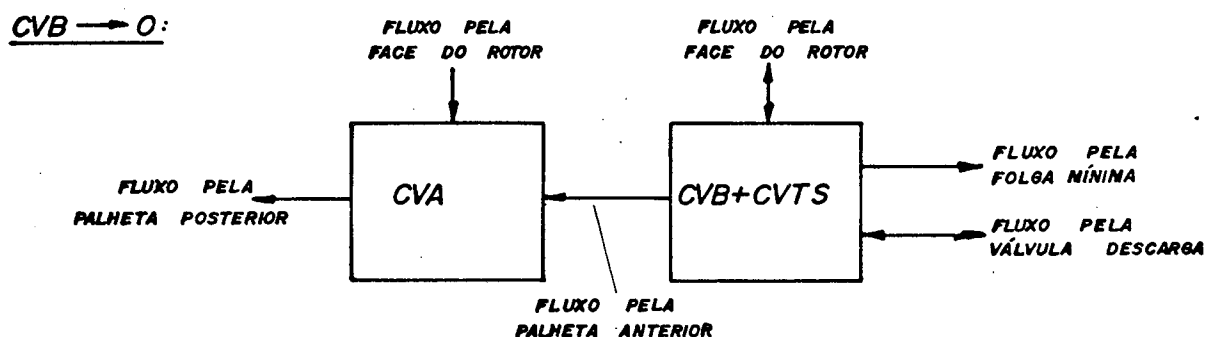 CVB → O:
FLUXO PELA
FACE DO ROTOR
FLUXO PELA
FACE DO ROTOR
FLUXO PELA
PALHETA POSTERIOR
CVA
CVB+CVTS
FLUXO PELA
FOLGA MÍNIMA
FLUXO PELA
VÁLVULA DESCARGA
FLUXO PELA
PALHETA ANTERIOR